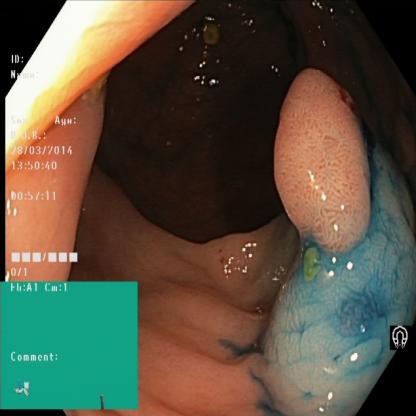 ID:
Name:
Sex: Age:
D.O.B.:
28/03/2014
13:50:40
00:57:11
/
0/1
Eh:A1 Cm:1
Comment: